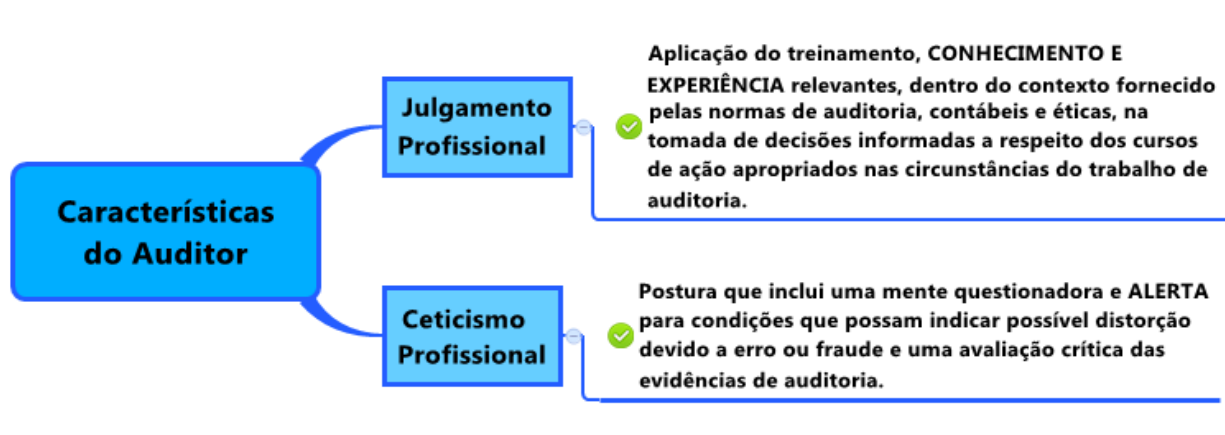 Características
do Auditor
Julgamento
Profissional
Aplicação do treinamento, CONHECIMENTO E
EXPERIÊNCIA relevantes, dentro do contexto fornecido
pelas normas de auditoria, contábeis e éticas, na
tomada de decisões informadas a respeito dos cursos
de ação apropriados nas circunstâncias do trabalho de
auditoria.
Ceticismo
Profissional
Postura que inclui uma mente questionadora e ALERTA
para condições que possam indicar possível distorção
devido a erro ou fraude e uma avaliação crítica das
evidências de auditoria.